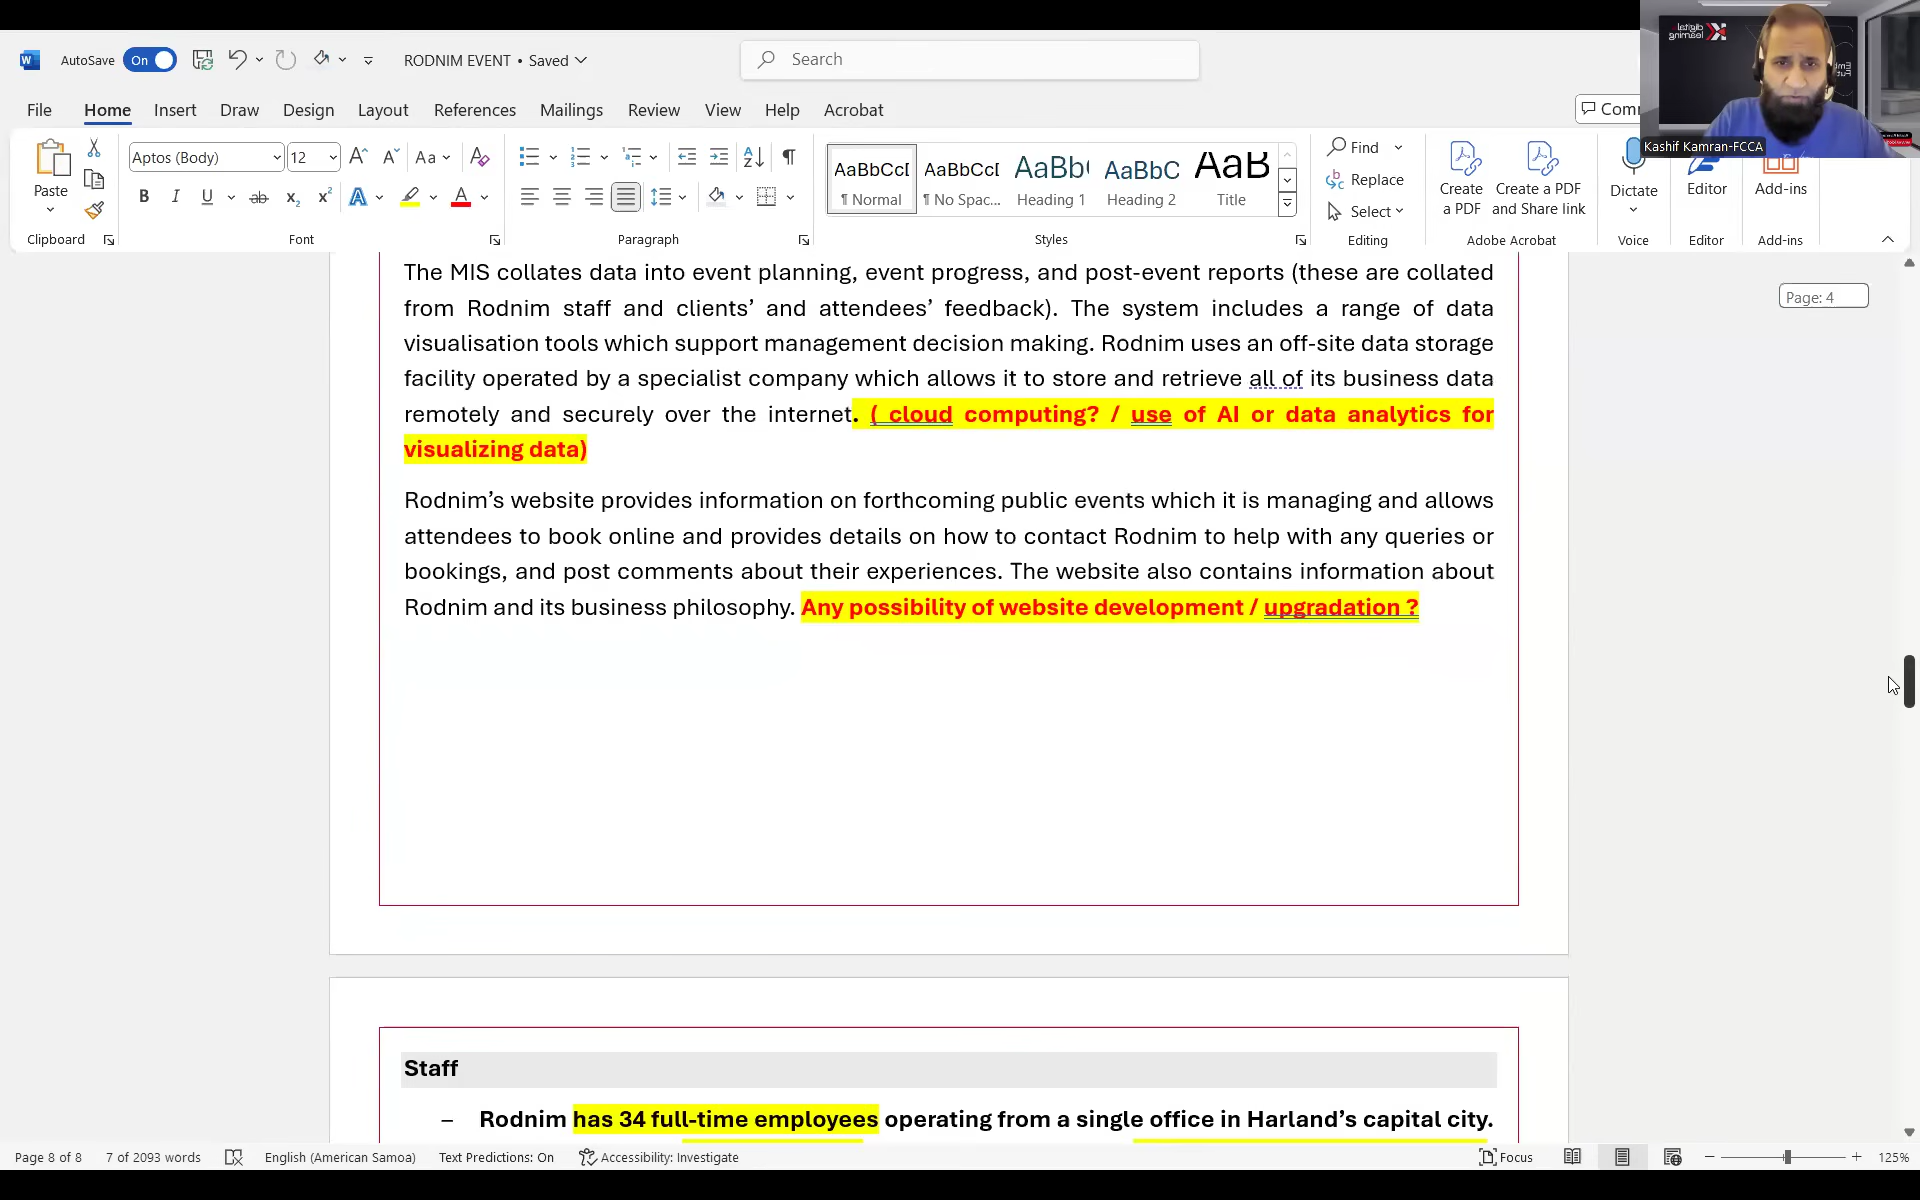 AutoSave On RODNIM EVENT • Saved Search
File Home Insert Draw Design Layout References Mailings Review View Help Acrobat Comm
Paste Aptos (Body) 12 Aa AaBbCcD AaBbCcD AaBb( AaBbC AaB Find
¶ Normal ¶ No Spac... Heading 1 Heading 2 Title Replace Select
Create a PDF Create a PDF and Share link Dictate Editor Add-ins
Clipboard Font Paragraph Styles Editing Adobe Acrobat Voice Editor Add-ins
digital learning
Kashif Kamran-FCCA
Page: 4
The MIS collates data into event planning, event progress, and post-event reports (these are collated
from Rodnim staff and clients’ and attendees’ feedback). The system includes a range of data
visualisation tools which support management decision making. Rodnim uses an off-site data storage
facility operated by a specialist company which allows it to store and retrieve all of its business data
remotely and securely over the internet. ( cloud computing? / use of AI or data analytics for
visualizing data)
Rodnim’s website provides information on forthcoming public events which it is managing and allows
attendees to book online and provides details on how to contact Rodnim to help with any queries or
bookings, and post comments about their experiences. The website also contains information about
Rodnim and its business philosophy. Any possibility of website development / upgradation ?
Staff
– Rodnim has 34 full-time employees operating from a single office in Harland’s capital city.
Page 8 of 8 7 of 2093 words English (American Samoa) Text Predictions: On Accessibility: Investigate Focus 125%